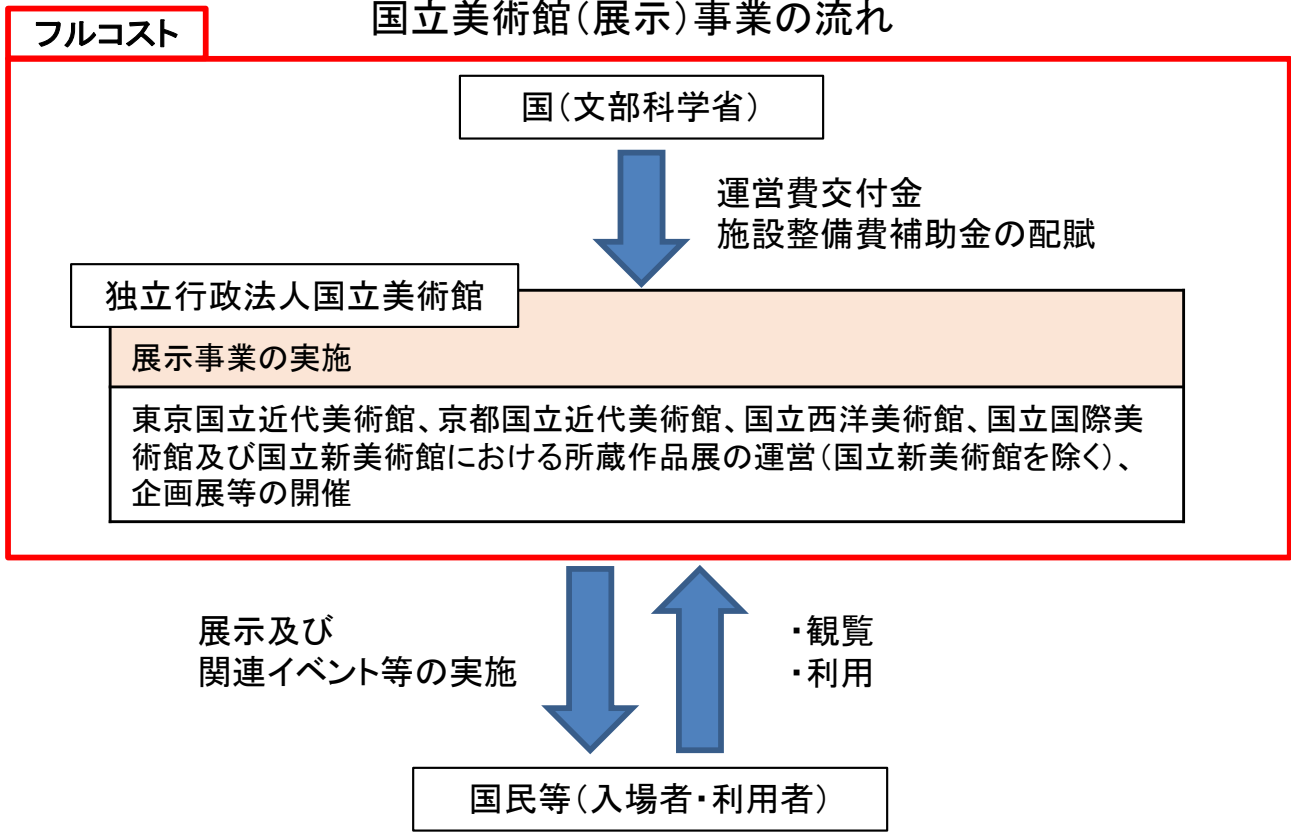 国立美術館（展示）事業の流れ
フルコスト
国（文部科学省）
運営費交付金
施設整備費補助金の配賦
独立行政法人国立美術館
展示事業の実施
東京国立近代美術館、京都国立近代美術館、国立西洋美術館、国立国際美
術館及び国立新美術館における所蔵作品展の運営（国立新美術館を除く）、
企画展等の開催
展示及び
関連イベント等の実施
・観覧
・利用
国民等（入場者・利用者）